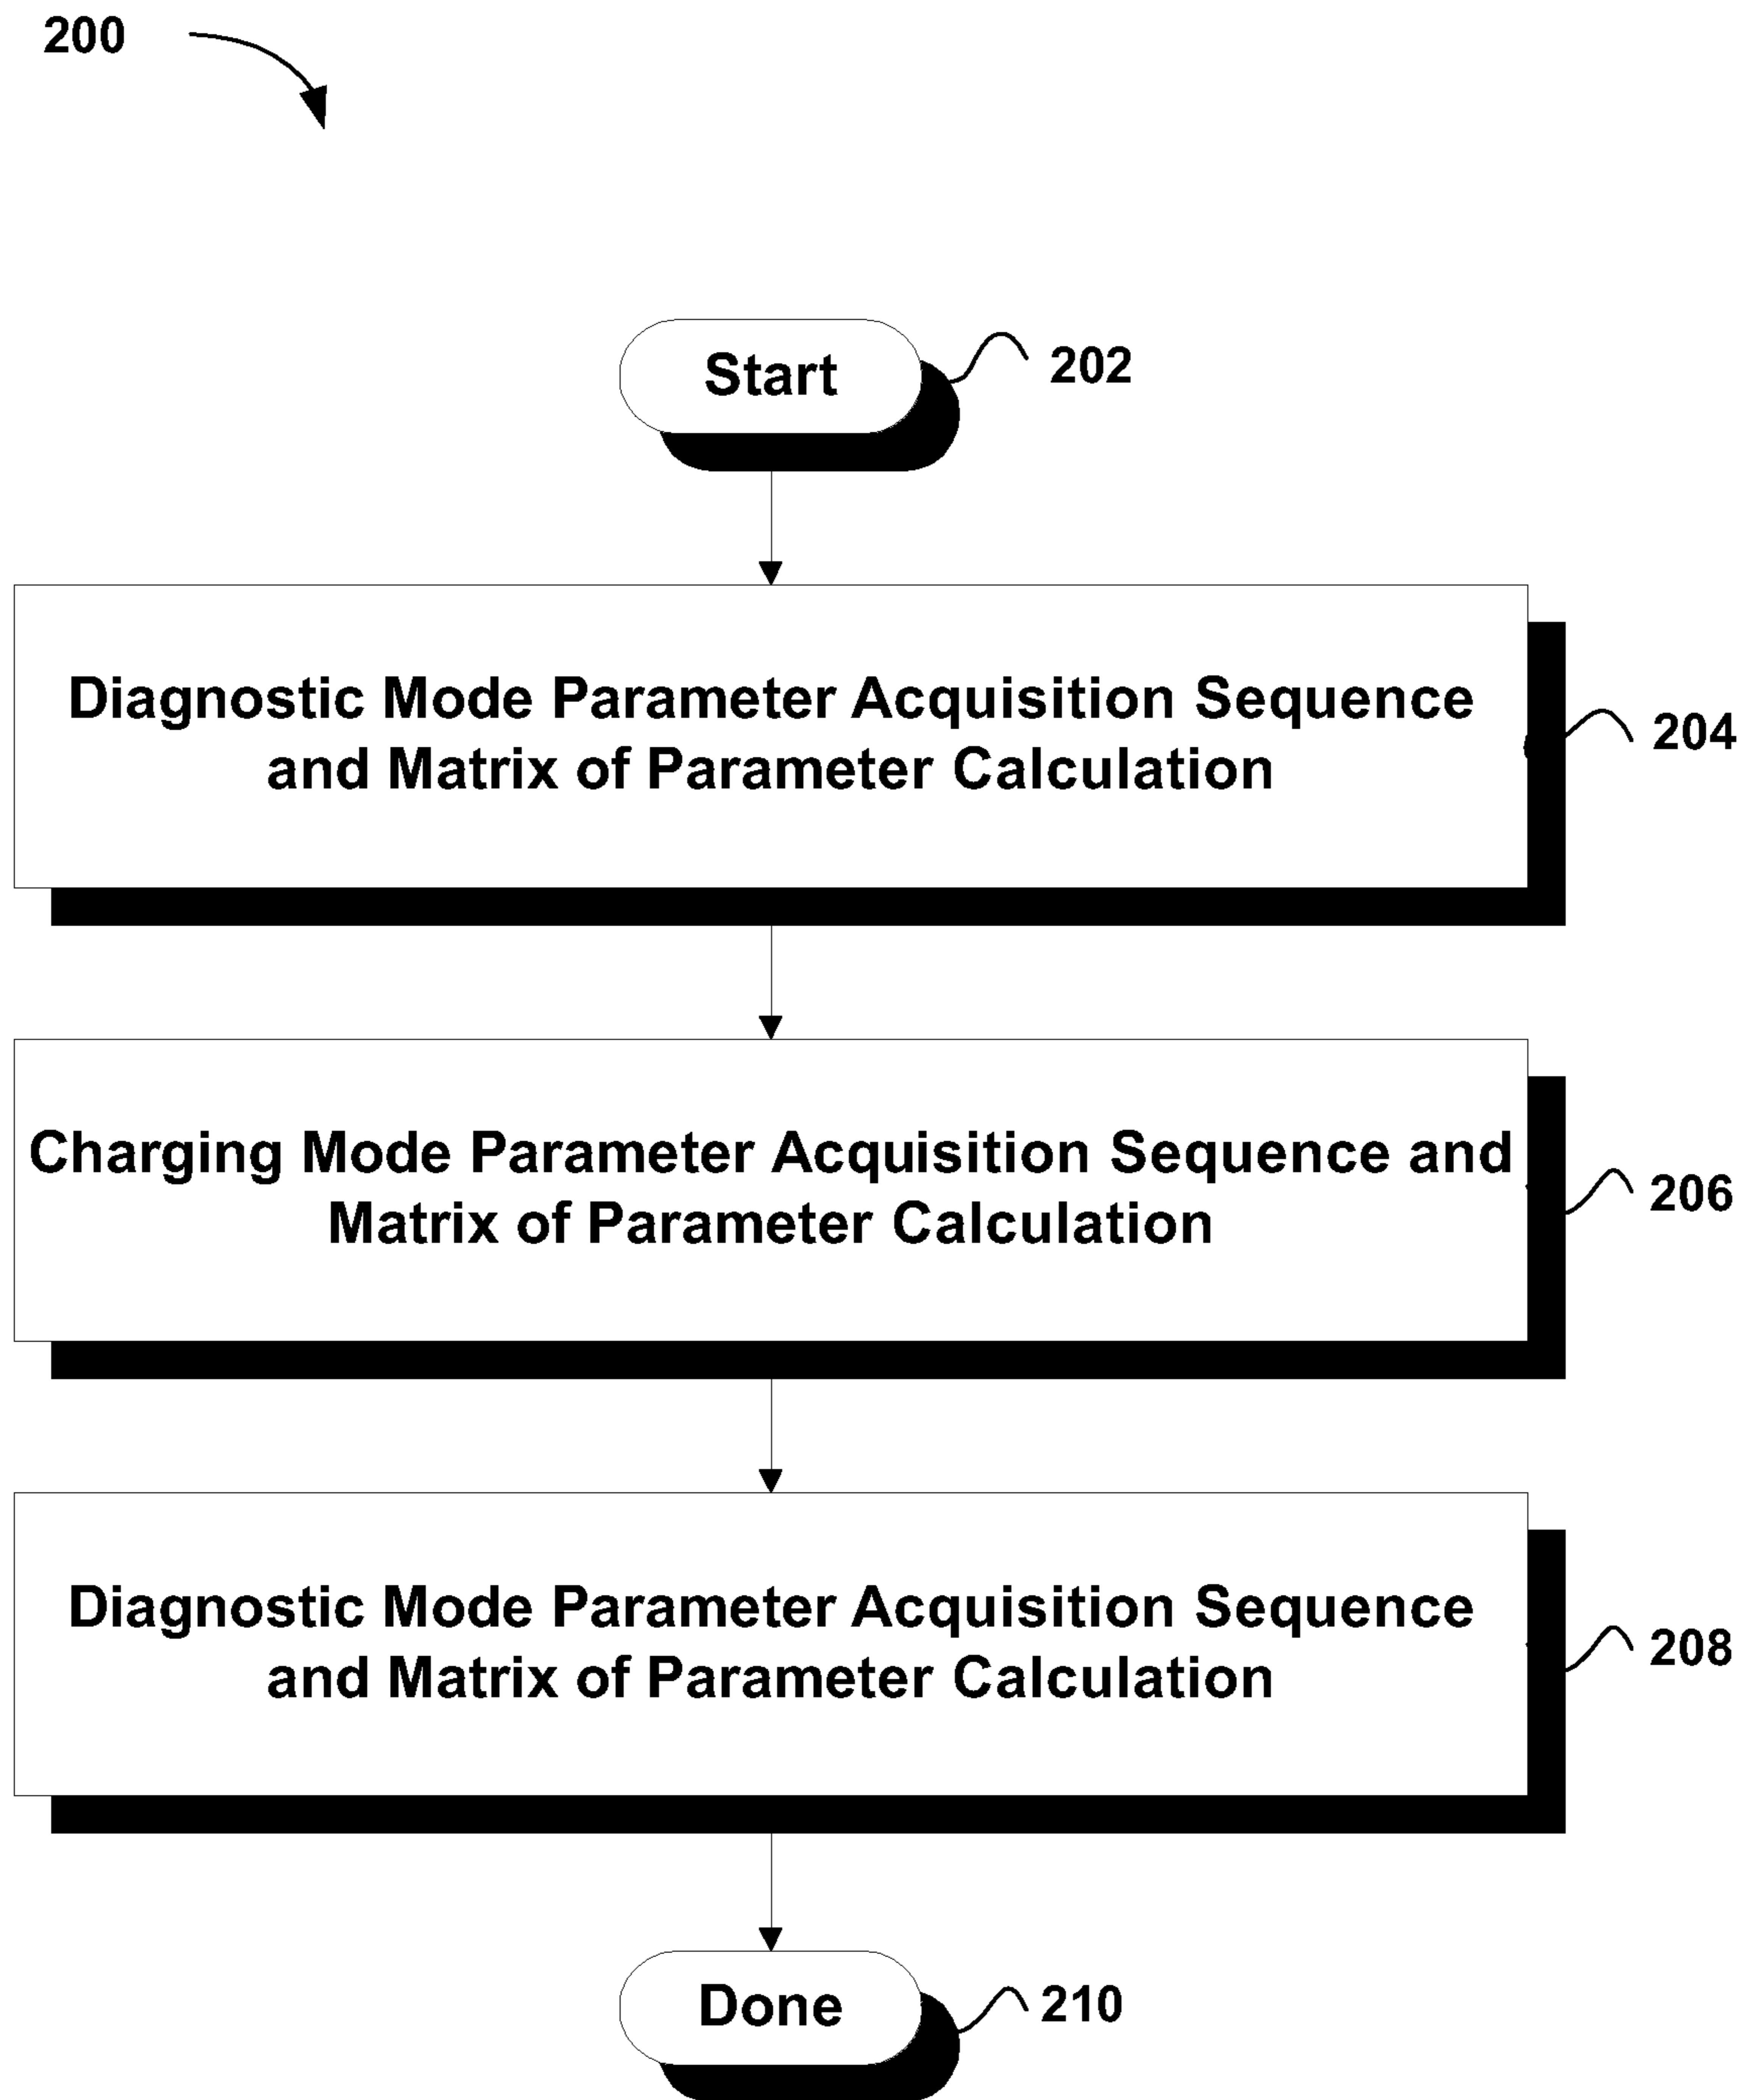 200
Start
202
Diagnostic Mode Parameter Acquisition Sequence
and Matrix of Parameter Calculation
204
Charging Mode Parameter Acquisition Sequence and
Matrix of Parameter Calculation
206
Diagnostic Mode Parameter Acquisition Sequence
and Matrix of Parameter Calculation
208
Done
210